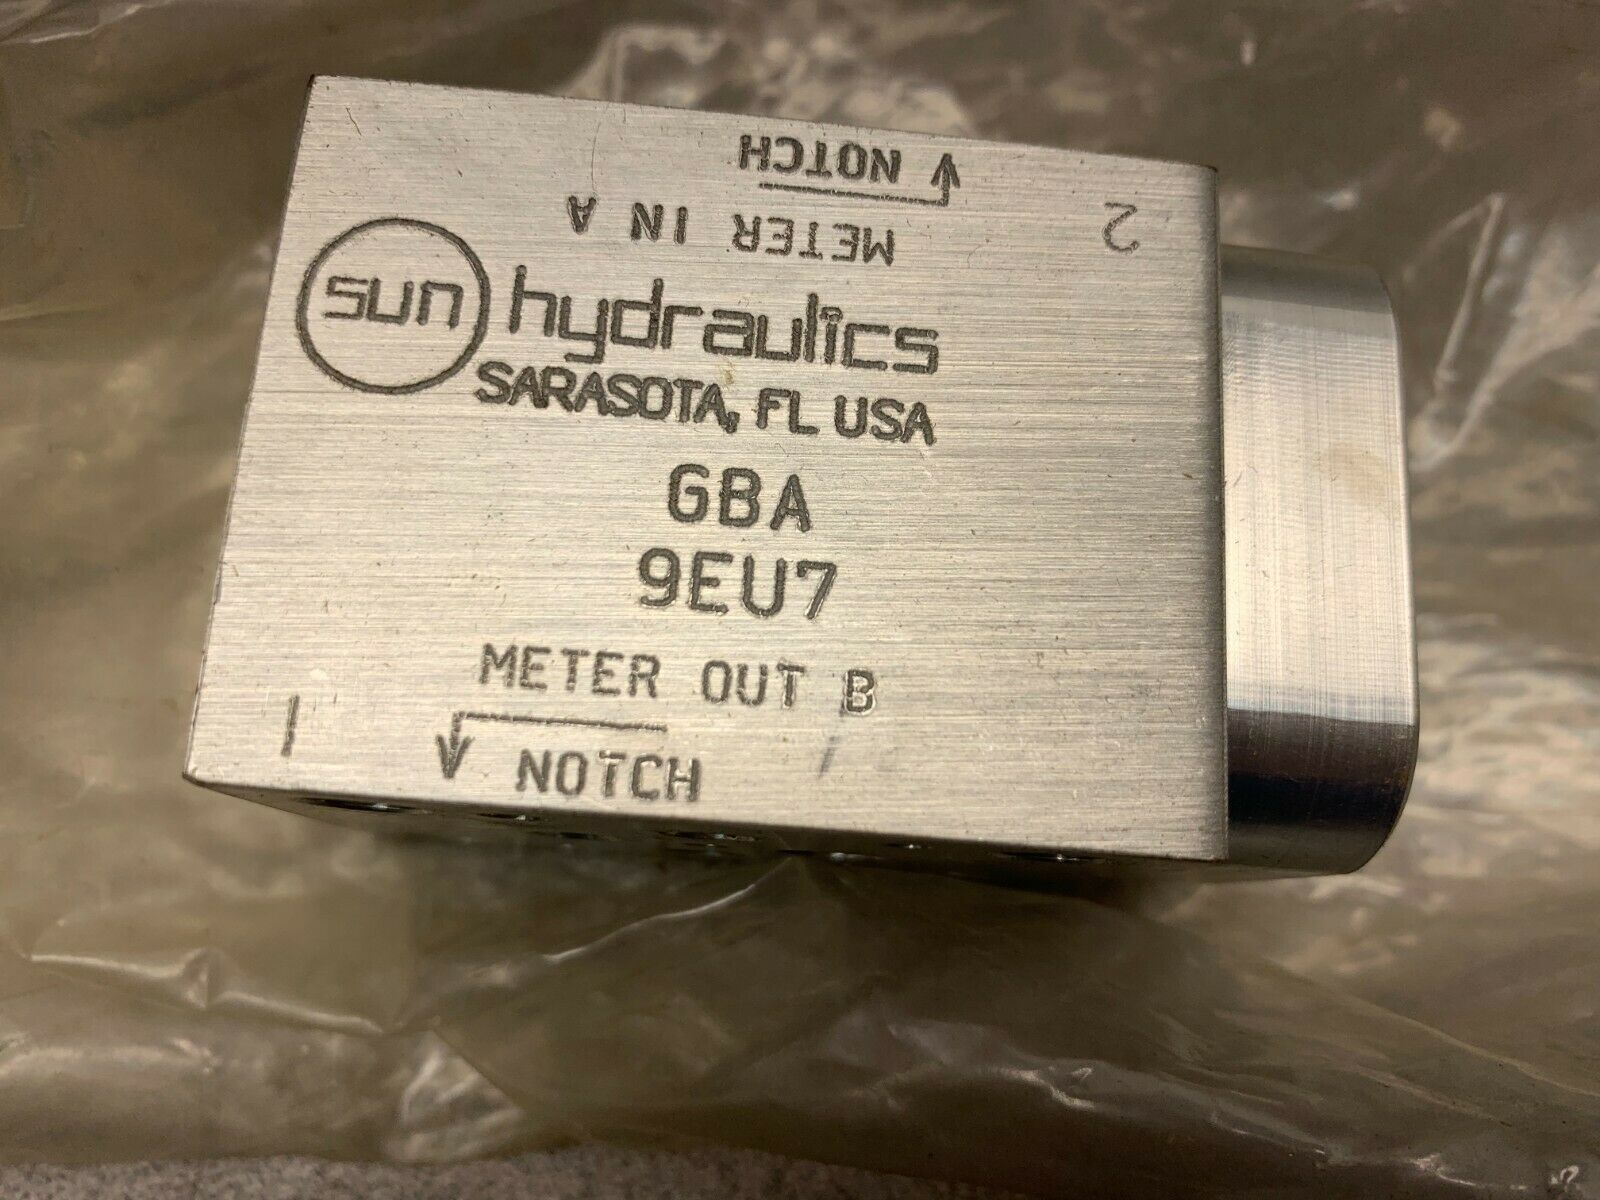 NOTCH
METER IN A
2
sun hydraulics
SARASOTA, FL USA
GBA
9EU7
METER OUT B
1
NOTCH